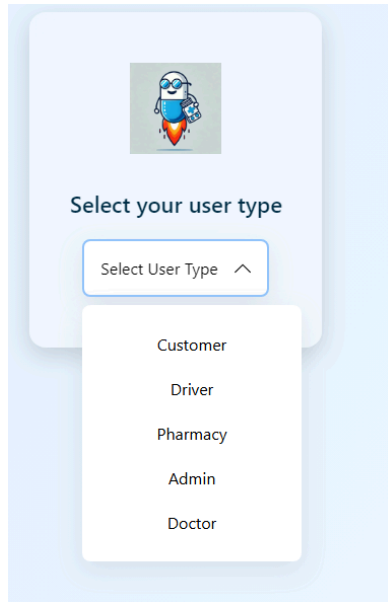 Select your user type
Select User Type
Customer
Driver
Pharmacy
Admin
Doctor